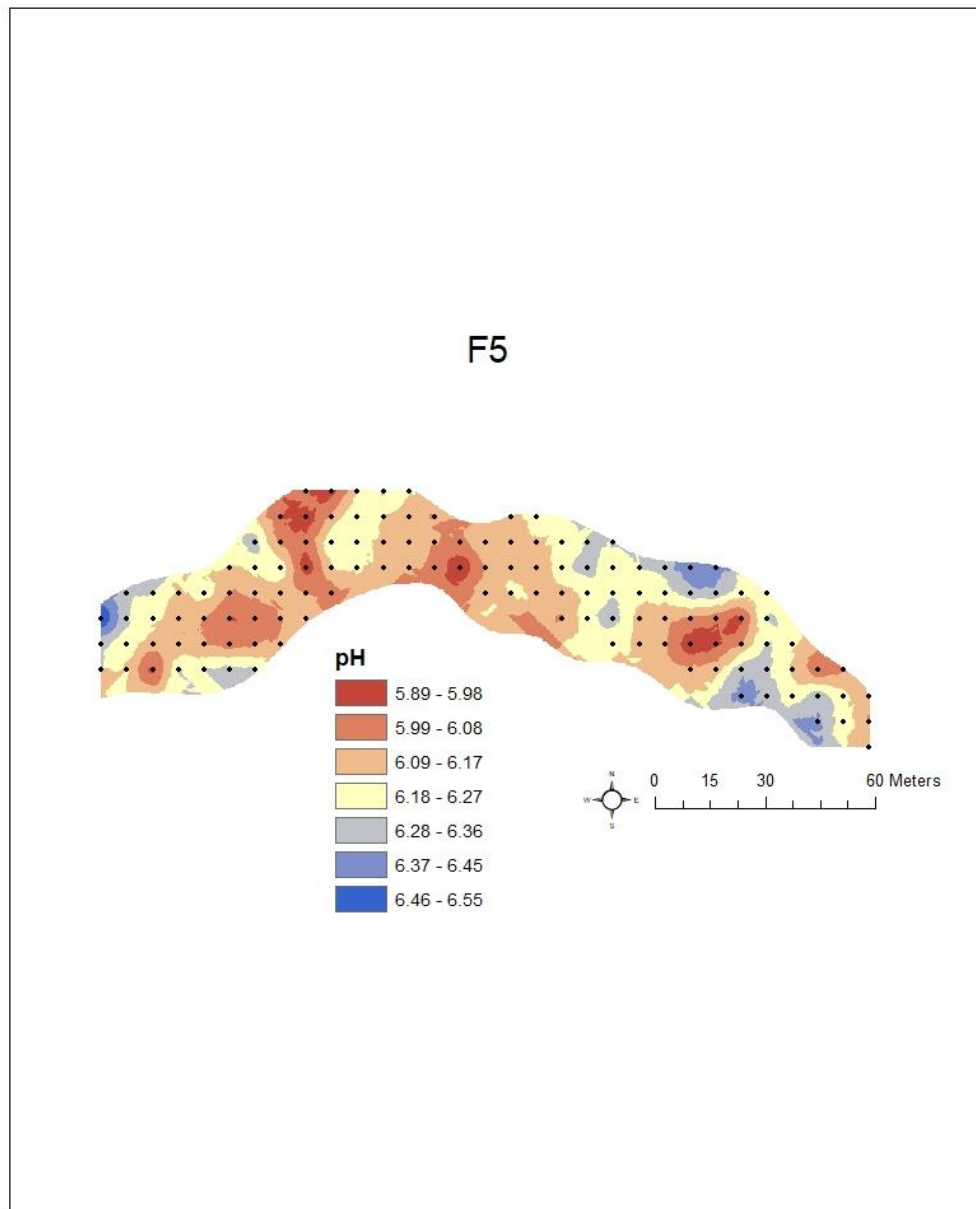 F5
pH
5.89 - 5.98
5.99 - 6.08
6.09 - 6.17
6.18 - 6.27
6.28 - 6.36
6.37 - 6.45
6.46 - 6.55
N
W E
S
0 15 30 60 Meters